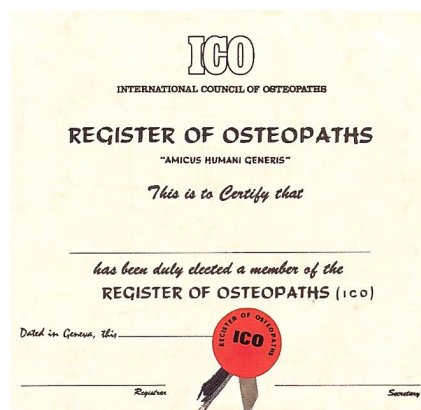 ICO
INTERNATIONAL COUNCIL OF OSTEOPATHS
REGISTER OF OSTEOPATHS
"AMICUS HUMANI GENERIS"
This is to Certify that
has been duly elected a member of the
REGISTER OF OSTEOPATHS (ICO)
Dated in Geneva, this
REGISTER OF OSTEOPATHS
ICO
Registrar
Secretary